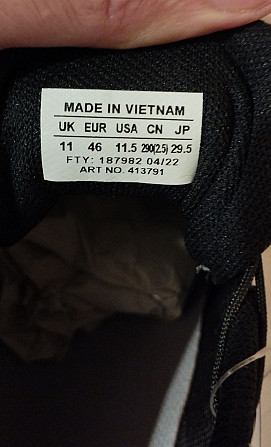 MADE IN VIETNAM
UK EUR USA CN JP
11 46 11.5 290(2.5) 29.5
FTY: 187982 04/22
ART NO. 413791